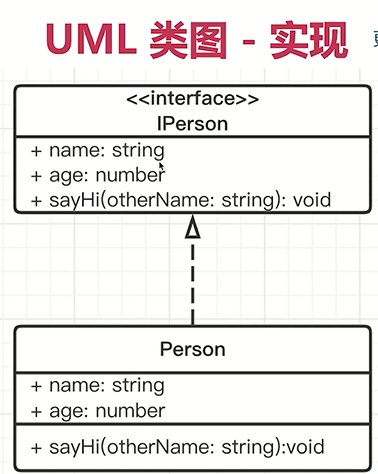 UML 类图 - 实现
<<interface>>
IPerson
+ name: string
+ age: number
+ sayHi(otherName: string): void
Person
+ name: string
+ age: number
+ sayHi(otherName: string):void